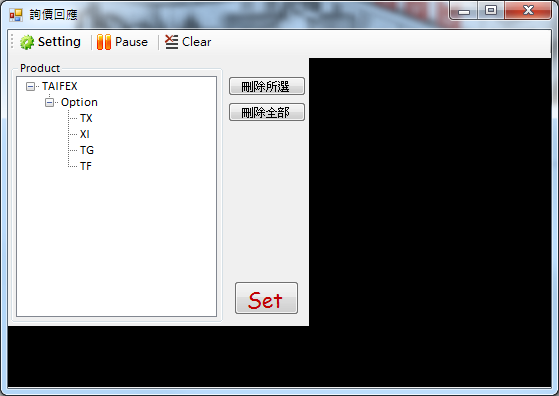 詢價回應
Setting Pause Clear
Product
TAIFEX
Option
TX
XI
TG
TF
刪除所選
刪除全部
Set